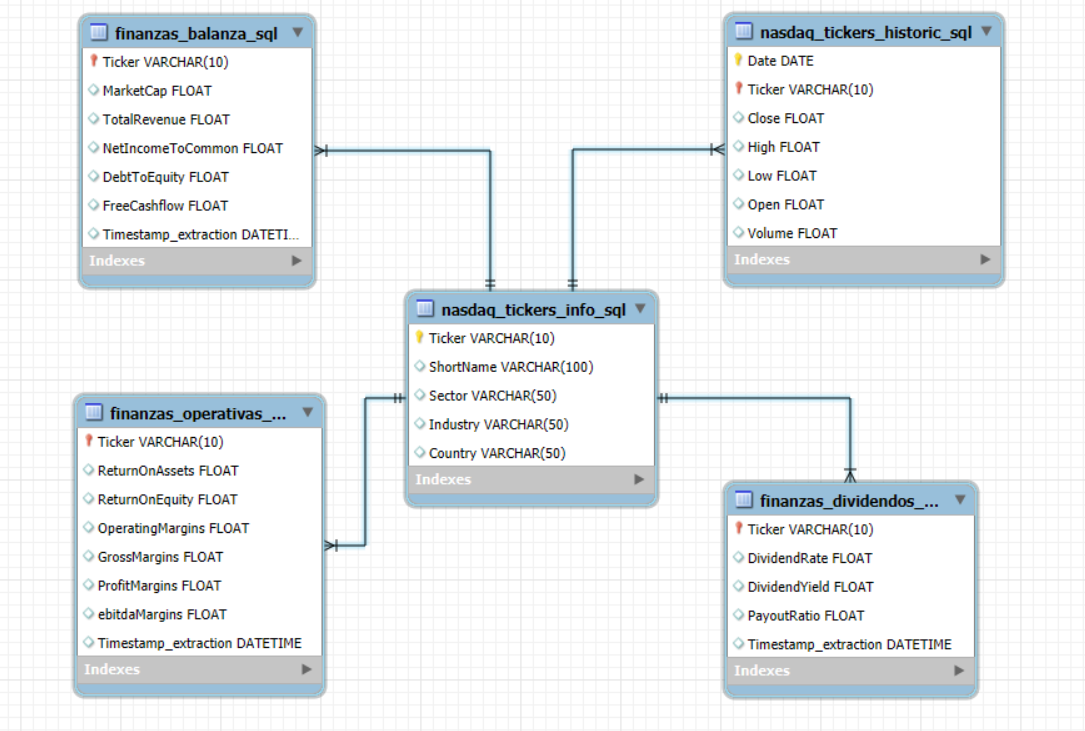 finanzas_balanza_sql
Ticker VARCHAR(10)
MarketCap FLOAT
TotalRevenue FLOAT
NetIncomeToCommon FLOAT
DebtToEquity FLOAT
FreeCashflow FLOAT
Timestamp_extraction DATETI...
Indexes
nasdaq_tickers_historic_sql
Date DATE
Ticker VARCHAR(10)
Close FLOAT
High FLOAT
Low FLOAT
Open FLOAT
Volume FLOAT
Indexes
nasdaq_tickers_info_sql
Ticker VARCHAR(10)
ShortName VARCHAR(100)
Sector VARCHAR(50)
Industry VARCHAR(50)
Country VARCHAR(50)
Indexes
finanzas_operativas_...
Ticker VARCHAR(10)
ReturnOnAssets FLOAT
ReturnOnEquity FLOAT
OperatingMargins FLOAT
GrossMargins FLOAT
ProfitMargins FLOAT
ebitdaMargins FLOAT
Timestamp_extraction DATETIME
Indexes
finanzas_dividendos_...
Ticker VARCHAR(10)
DividendRate FLOAT
DividendYield FLOAT
PayoutRatio FLOAT
Timestamp_extraction DATETIME
Indexes